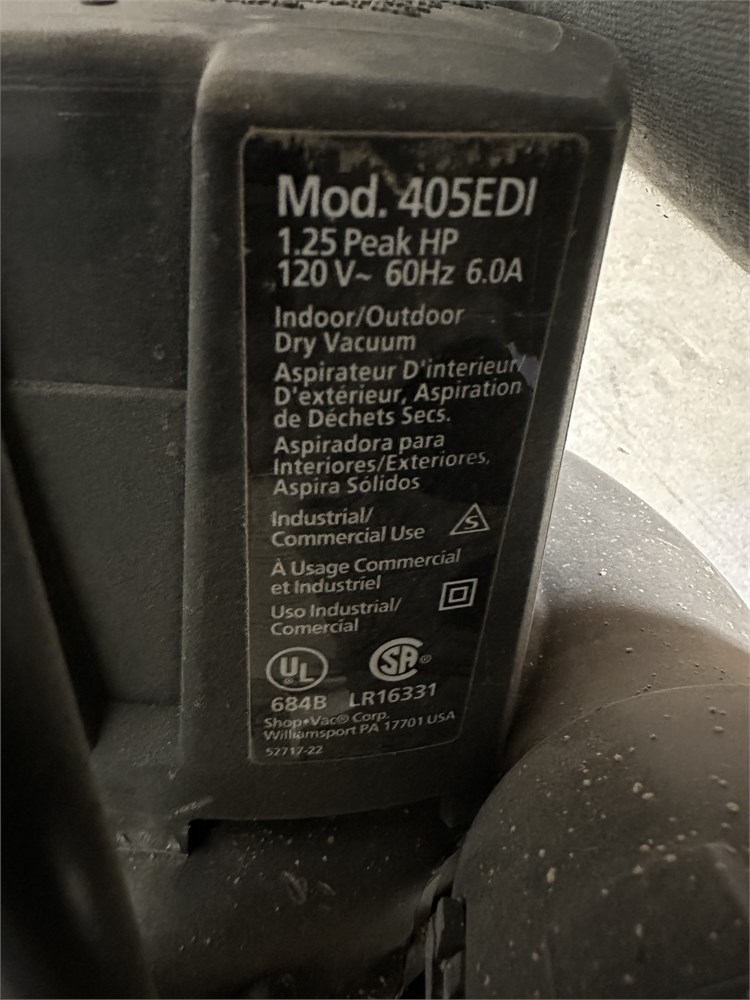 Mod. 405EDI
1.25 Peak HP
120 V~ 60Hz 6.0A
Indoor/Outdoor
Dry Vacuum
Aspirateur D'interieur/
D'extérieur, Aspiration
de Déchets Secs.
Aspiradora para
Interiores/Exteriores,
Aspira Sólidos
Industrial/
Commercial Use
S
À Usage Commercial
et Industriel
Uso Industrial/
Comercial
UL ®
SA ®
684B LR16331
Shop•Vac® Corp.
Williamsport PA 17701 USA
52717-22